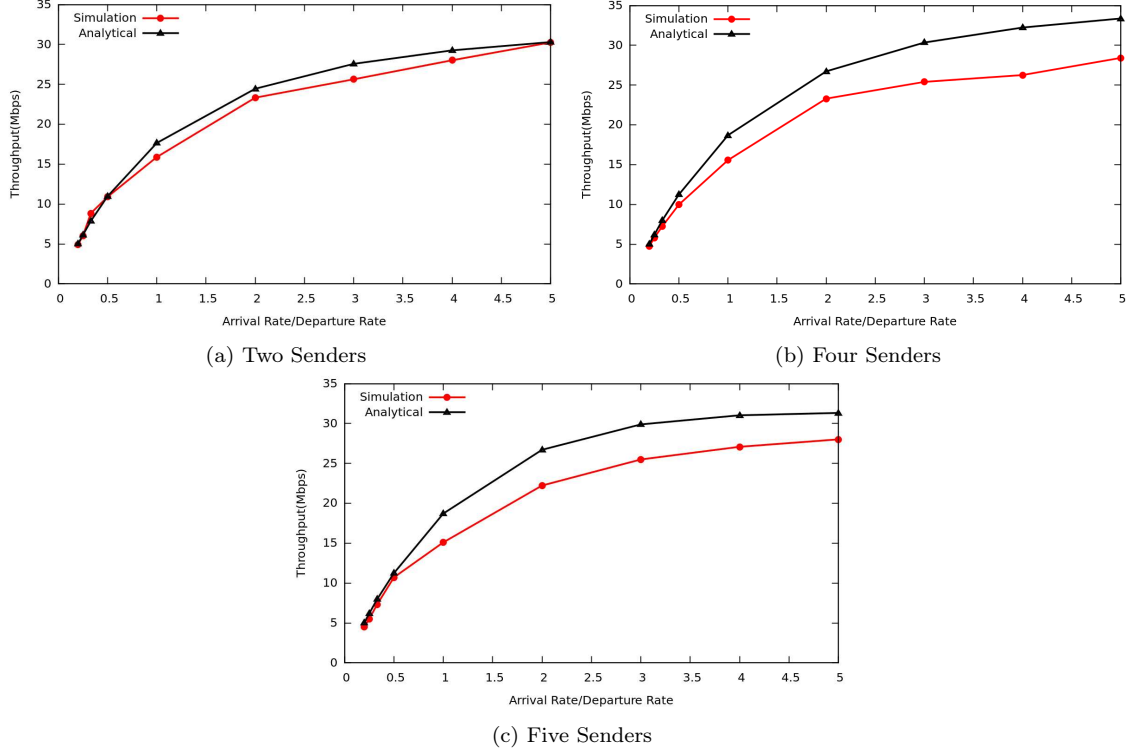 Simulation
Analytical
35
30
25
20
15
10
5
0
Throughput(Mbps)
0 0.5 1 1.5 2 2.5 3 3.5 4 4.5 5
Arrival Rate/Departure Rate
(a) Two Senders
Simulation
Analytical
35
30
25
20
15
10
5
0
Throughput(Mbps)
0 0.5 1 1.5 2 2.5 3 3.5 4 4.5 5
Arrival Rate/Departure Rate
(b) Four Senders
Simulation
Analytical
35
30
25
20
15
10
5
0
Throughput(Mbps)
0 0.5 1 1.5 2 2.5 3 3.5 4 4.5 5
Arrival Rate/Departure Rate
(c) Five Senders